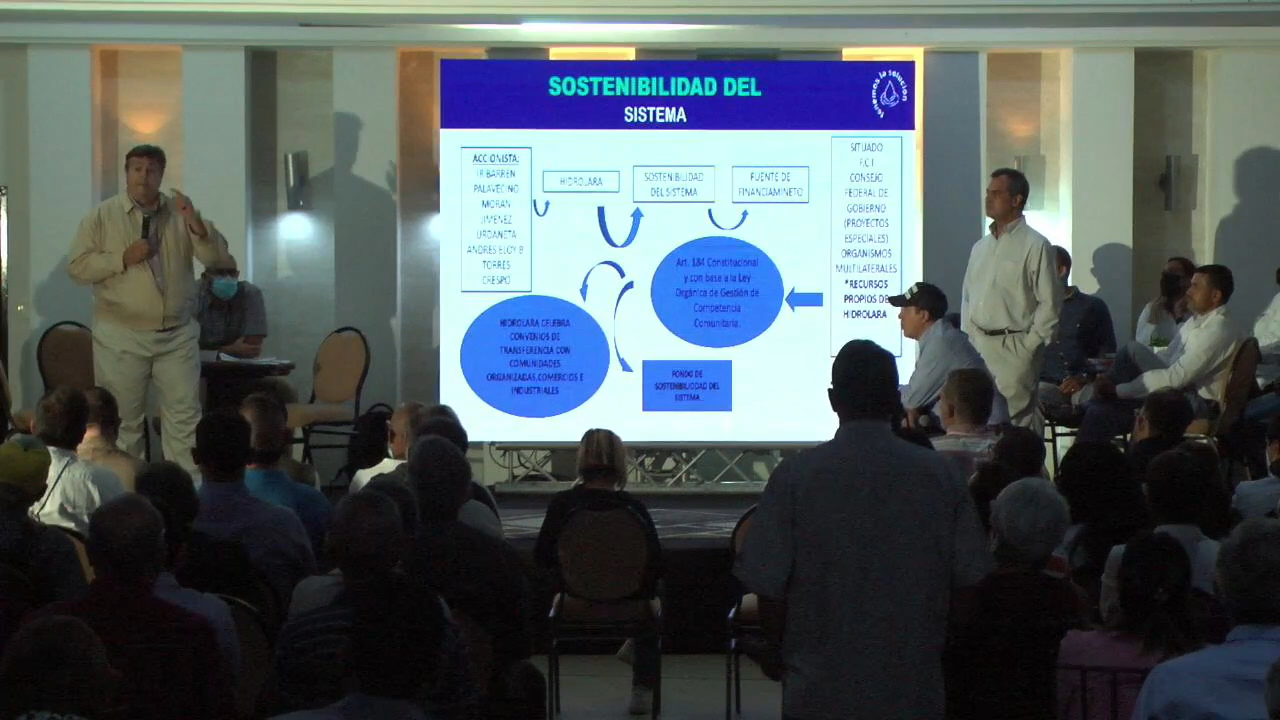 SOSTENIBILIDAD DEL
SISTEMA
tenemos la solución
ACCIONISTA:
IRIBARREN
PALAVECINO
MORAN
JIMENEZ
URDANETA
ANDRES ELOY B
TORRES
CRESPO
HIDROLARA
SOSTENIBILIDAD
DEL SISTEMA
FUENTE DE
FINANCIAMINETO
SITUADO
F.C.I
CONSEJO
FEDERAL DE
GOBIERNO
(PROYECTOS
ESPECIALES)
ORGANISMOS
MULTILATERALES
*RECURSOS
PROPIOS DE
HIDROLARA
Art. 184 Constitucional
y con base a la Ley
Orgánica de Gestión de
Competencia
Comunitaria.
HIDROLARA CELEBRA
CONVENIOS DE
TRANSFERENCIA CON
COMUNIDADES
ORGANIZADAS,COMERCIOS E
INDUSTRIALES
FONDO DE
SOSTENIBILIDAD DEL
SISTEMA